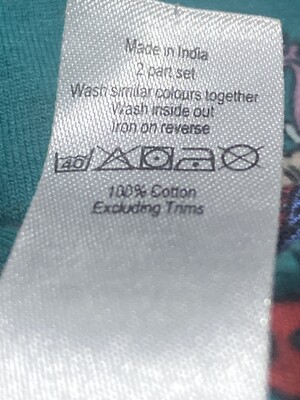 Made in India
2 part set
Wash similar colours together
Wash inside out
Iron on reverse
40
100% Cotton
Excluding Trims